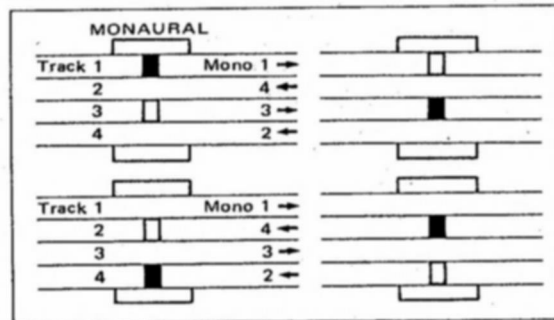 MONAURAL
Track 1 Mono 1 →
2 4 ←
3 3 →
4 2 ←
Track 1 Mono 1 →
2 4 ←
3 3 →
4 2 ←